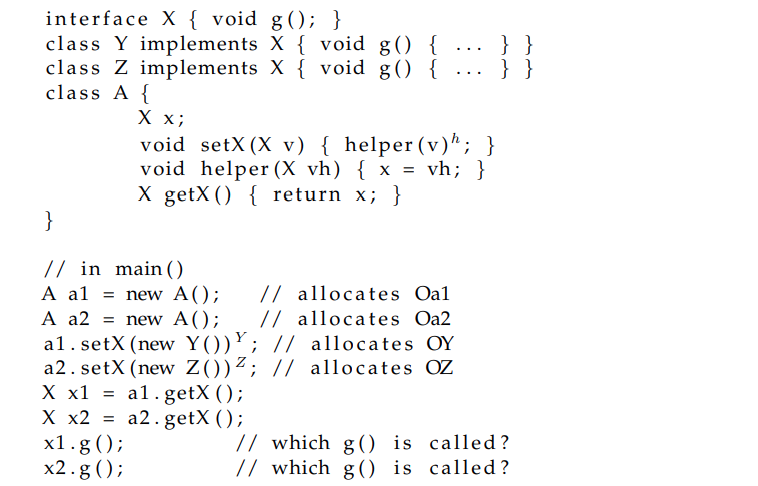 interface X { void g(); }
class Y implements X { void g() { ... } }
class Z implements X { void g() { ... } }
class A {
X x;
void setX(X v) { helper(v)ʰ; }
void helper(X vh) { x = vh; }
X getX() { return x; }
}
// in main()
A a1 = new A(); // allocates Oa1
A a2 = new A(); // allocates Oa2
a1.setX(new Y())ʸ; // allocates OY
a2.setX(new Z())ᶻ; // allocates OZ
X x1 = a1.getX();
X x2 = a2.getX();
x1.g(); // which g() is called?
x2.g(); // which g() is called?